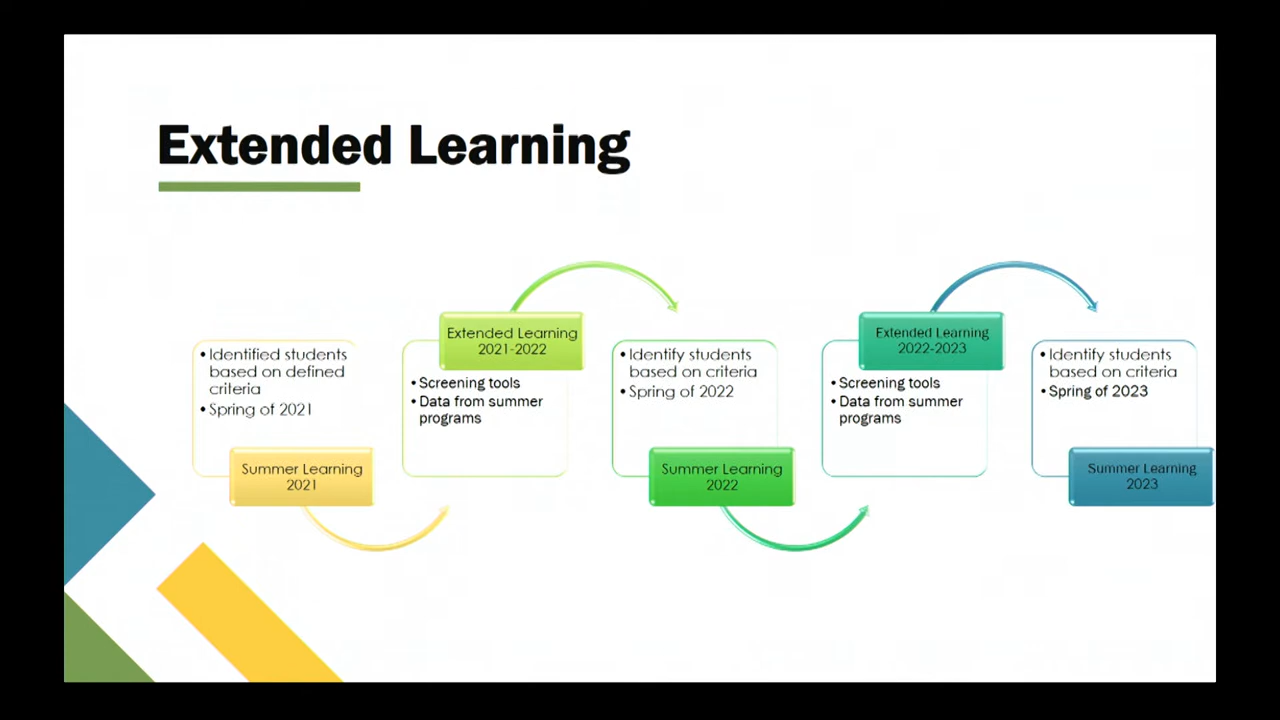 Extended Learning
• Identified students
based on defined
criteria
• Spring of 2021
Summer Learning
2021
Extended Learning
2021-2022
• Screening tools
• Data from summer
programs
• Identify students
based on criteria
• Spring of 2022
Summer Learning
2022
Extended Learning
2022-2023
• Screening tools
• Data from summer
programs
• Identify students
based on criteria
• Spring of 2023
Summer Learning
2023